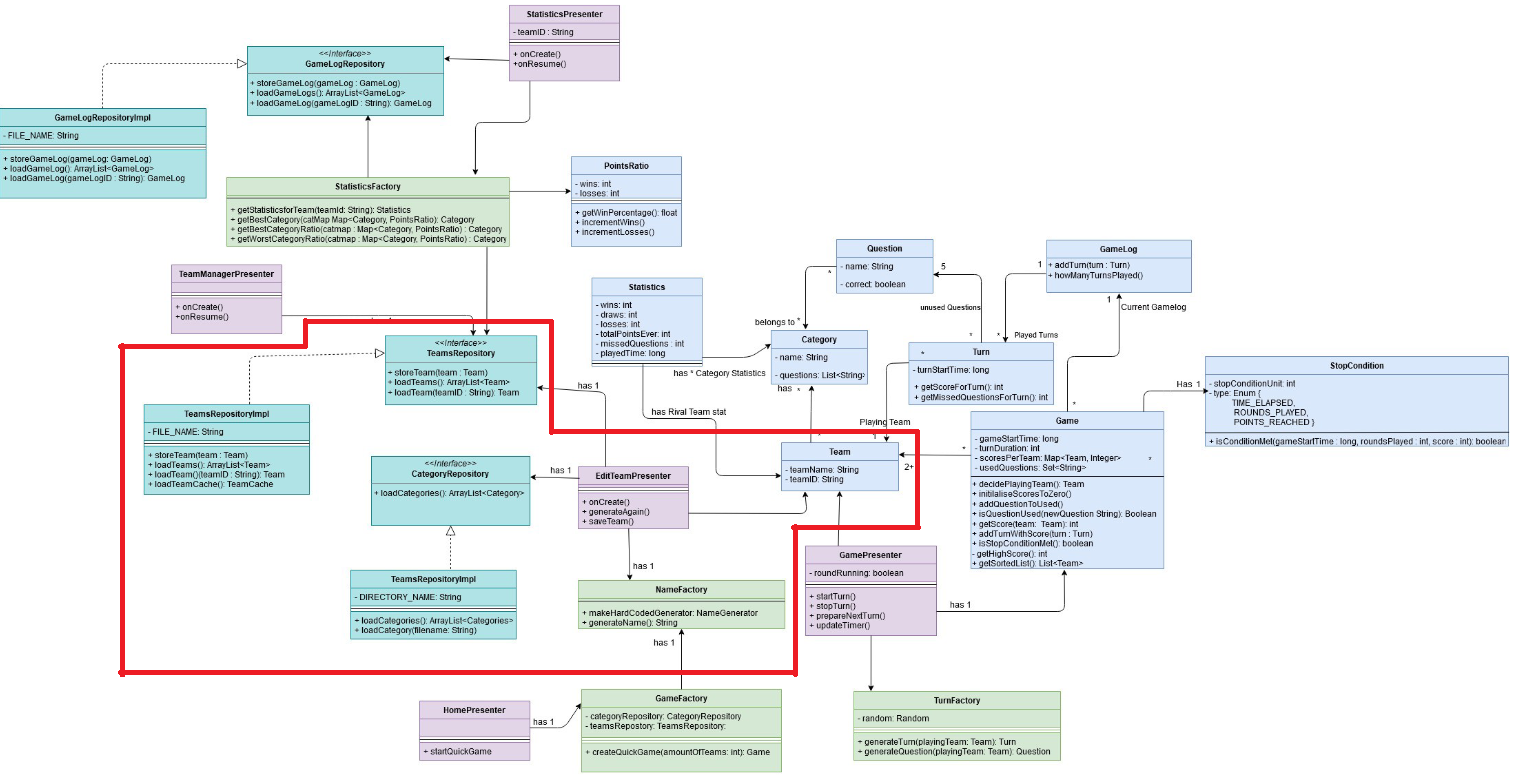 StatisticsPresenter
- teamID : String
+ onCreate()
+onResume()
<<Interface>>
GameLogRepository
+ storeGameLog(gameLog : GameLog)
+ loadGameLogs(): ArrayList<GameLog>
+ loadGameLog(gameLogID : String): GameLog
GameLogRepositoryImpl
- FILE_NAME: String
+ storeGameLog(gameLog: GameLog)
+ loadGameLog(): ArrayList<GameLog>
+ loadGameLog(gameLogID : String): GameLog
StatisticsFactory
+ getStatisticsforTeam(teamId: String): Statistics
+ getBestCategory(catMap Map<Category, PointsRatio): Category
+ getBestCategoryRatio(catmap : Map<Category, PointsRatio) : Category
+ getWorstCategoryRatio(catmap : Map<Category, PointsRatio) : Category
PointsRatio
- wins: int
- losses: int
+ getWinPercentage(): float
+ incrementWins()
+ incrementLosses()
TeamManagerPresenter
+ onCreate()
+onResume()
Statistics
- wins: int
- draws: int
- losses: int
- totalPointsEver: int
- missedQuestions : int
- playedTime: long
Question
- name: String
- correct: boolean
GameLog
+ addTurn(turn : Turn)
+ howManyTurnsPlayed()
*
5
1
unused Questions
1
Current Gamelog
belongs to *
Category
- name: String
- questions: List<String>
has * Category Statistics
has *
*
*
Played Turns
*
Turn
- turnStartTime: long
+ getScoreForTurn(): int
+ getMissedQuestionsForTurn(): int
<<Interface>>
TeamsRepository
+ storeTeam(team : Team)
+ loadTeams(): ArrayList<Team>
+ loadTeam(teamID : String): Team
has 1
TeamsRepositoryImpl
- FILE_NAME: String
+ storeTeam(team : Team)
+ loadTeams(): ArrayList<Team>
+ loadTeam()(teamID : String): Team
+ loadTeamCache(): TeamCache
has Rival Team stat
Playing Team
*
1
2+
*
*
Has 1
StopCondition
- stopConditionUnit: int
- type: Enum {
TIME_ELAPSED,
ROUNDS_PLAYED,
POINTS_REACHED }
+ isConditionMet(gameStartTime : long, roundsPlayed : int, score : int): boolean
Game
- gameStartTime: long
- turnDuration: int
- scoresPerTeam: Map<Team, Integer>
*
- usedQuestions: Set<String>
+ decidePlayingTeam(): Team
+ initilaliseScoresToZero()
+ addQuestionToUsed()
+ isQuestionUsed(newQuestion String): Boolean
+ getScore(team: Team): int
+ addTurnWithScore(turn : Turn)
+ isStopConditionMet(): boolean
- getHighScore(): int
+ getSortedList(): List<Team>
Team
- teamName: String
- teamID: String
<<Interface>>
CategoryRepository
+ loadCategories(): ArrayList<Category>
has 1
EditTeamPresenter
+ onCreate()
+ generateAgain()
+ saveTeam()
has 1
TeamsRepositoryImpl
- DIRECTORY_NAME: String
+ loadCategories(): ArrayList<Categories>
+ loadCategory(filename: String)
NameFactory
+ makeHardCodedGenerator: NameGenerator
+ generateName(): String
has 1
GamePresenter
- roundRunning: boolean
+ startTurn()
+ stopTurn()
+ prepareNextTurn()
+ updateTimer()
has 1
HomePresenter
+ startQuickGame
has 1
GameFactory
- categoryRepository: CategoryRepository
- teamsRepostory: TeamsRepository;
+ createQuickGame(amountOfTeams: int): Game
TurnFactory
- random: Random
+ generateTurn(playingTeam: Team): Turn
+ generateQuestion(playingTeam: Team): Question